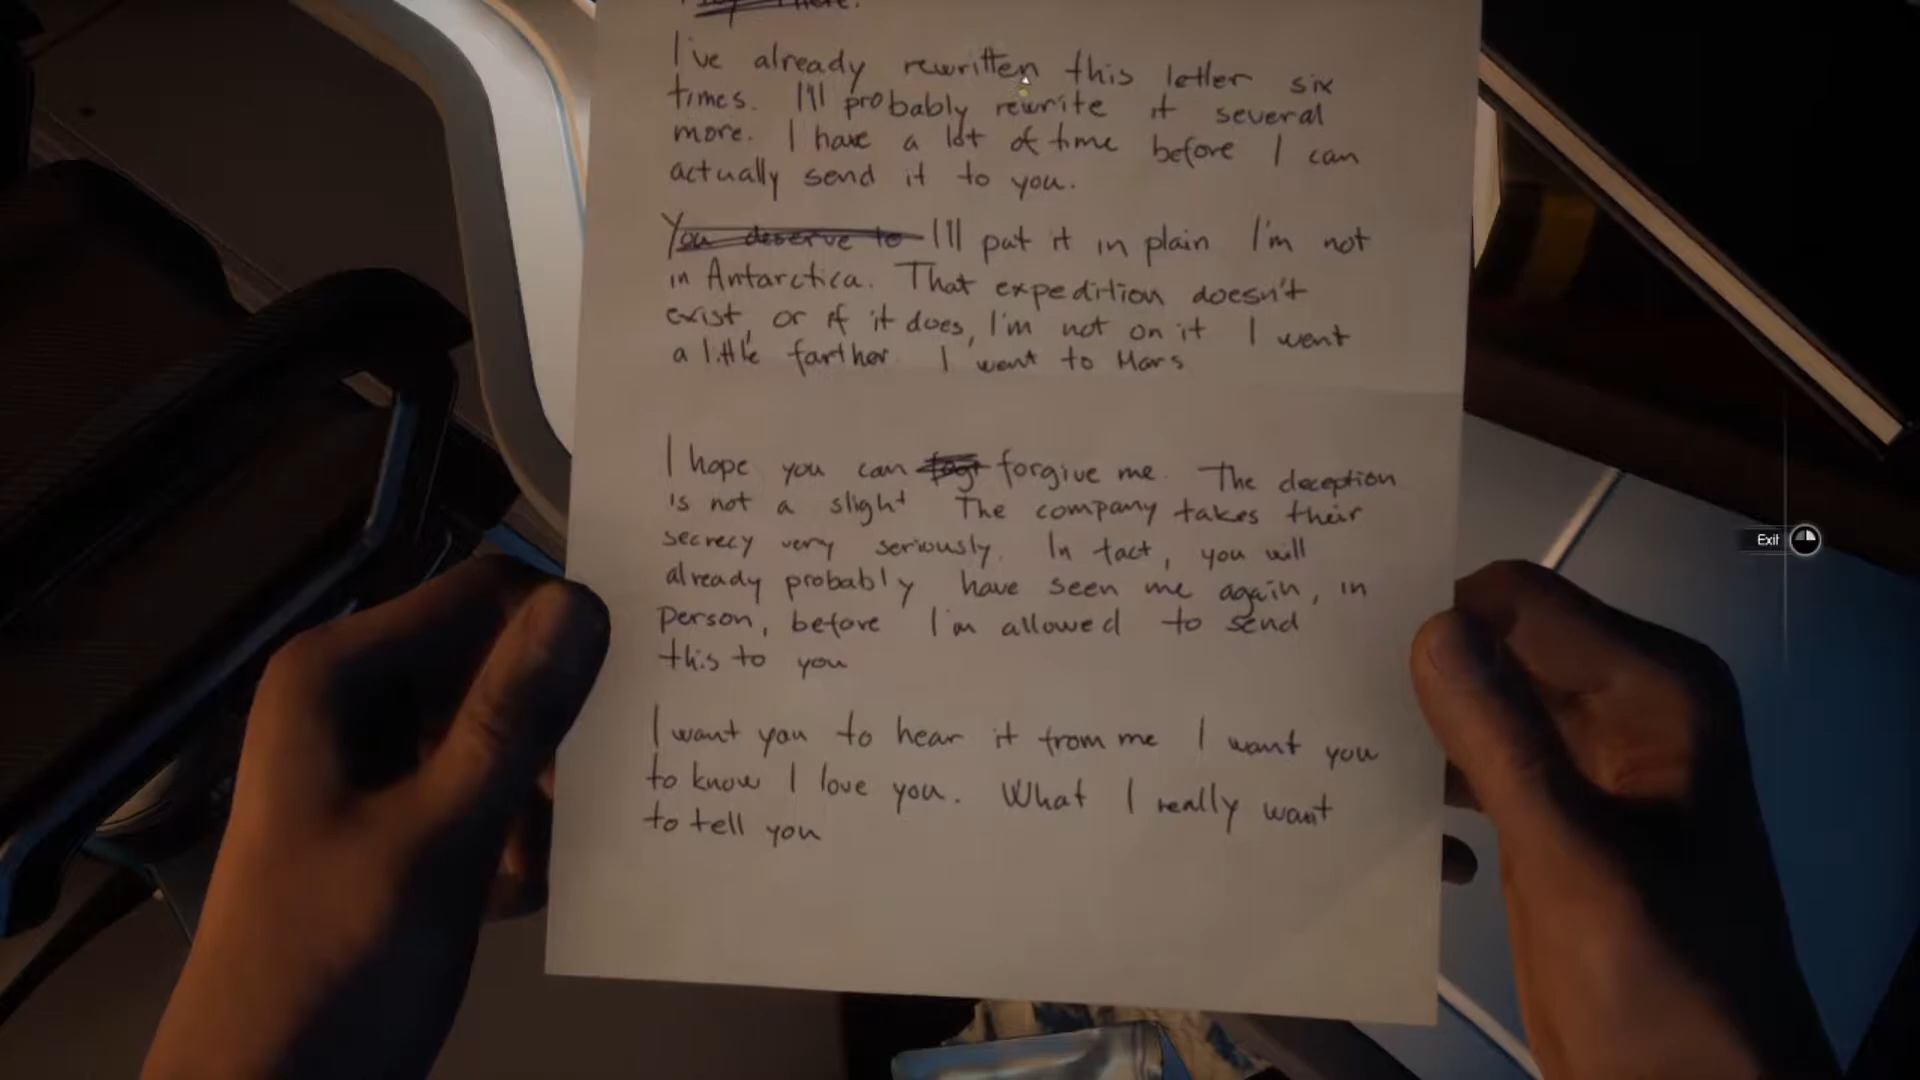 I've already rewritten this letter six
times. I'll probably rewrite it several
more. I have a lot of time before I can
actually send it to you.
You deserve to I'll put it in plain I'm not
in Antarctica. That expedition doesn't
exist, or if it does, I'm not on it I went
a little farther I went to Mars
I hope you can forgive me. The deception
is not a slight The company takes their
secrecy very seriously. In fact, you will
already probably have seen me again, in
person, before I'm allowed to send
this to you
I want you to hear it from me I want you
to know I love you. What I really want
to tell you
Exit